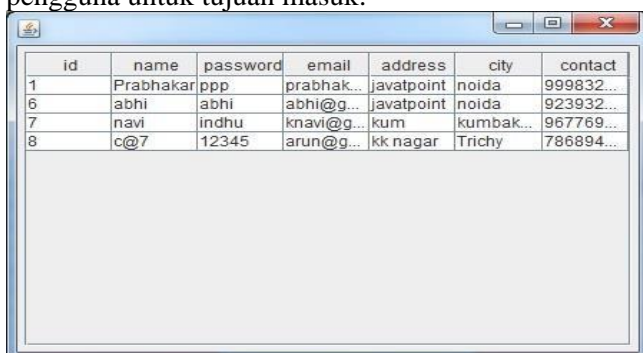 pengguna untuk tujuan masuk.
id name password email address city contact
1 Prabhakar ppp prabhak... javatpoint noida 999832...
6 abhi abhi abhi@g... javatpoint noida 923932...
7 navi indhu knavi@g... kum kumbak... 967769...
8 c@7 12345 arun@g... kk nagar Trichy 786894...